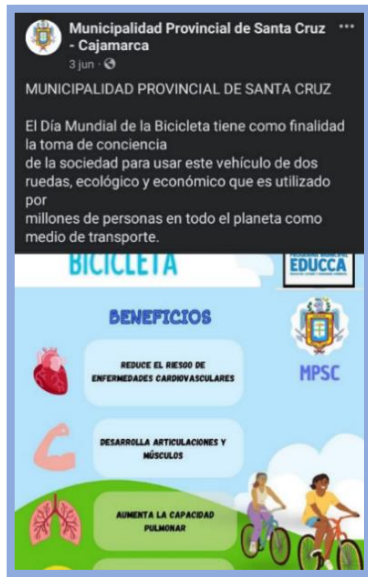 Municipalidad Provincial de Santa Cruz
- Cajamarca
3 jun ·
MUNICIPALIDAD PROVINCIAL DE SANTA CRUZ
El Día Mundial de la Bicicleta tiene como finalidad
la toma de conciencia
de la sociedad para usar este vehículo de dos
ruedas, ecológico y económico que es utilizado
por
millones de personas en todo el planeta como
medio de transporte.
BICICLETA
EDUCCA
BENEFICIOS
MPSC
REDUCE EL RIESGO DE
ENFERMEDADES CARDIOVASCULARES
DESARROLLA ARTICULACIONES Y
MÚSCULOS
AUMENTA LA CAPACIDAD
PULMONAR